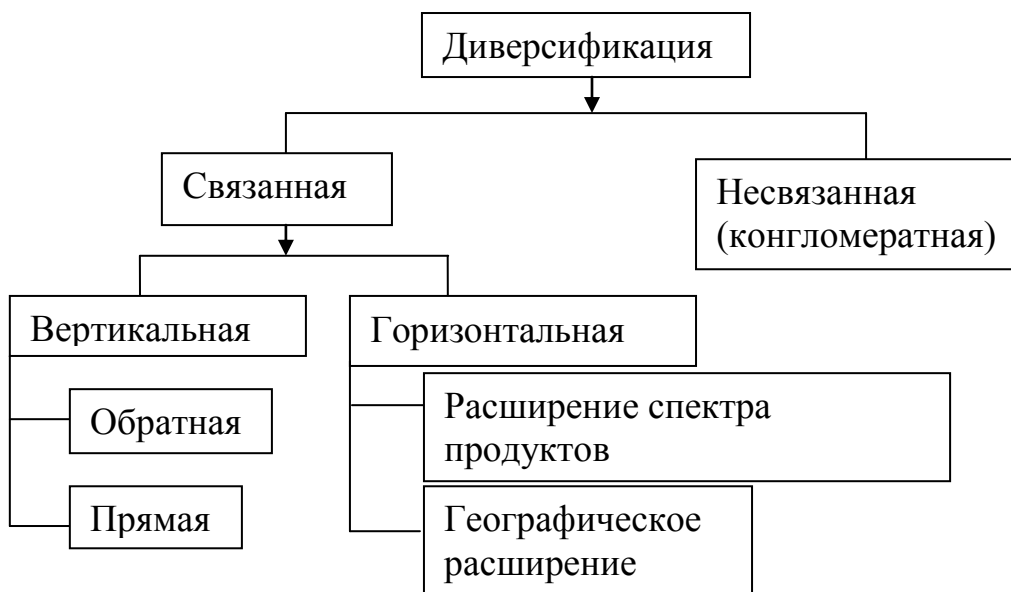 Диверсификация
Связанная
Несвязанная
(конгломератная)
Вертикальная
Горизонтальная
Обратная
Прямая
Расширение спектра
продуктов
Географическое
расширение